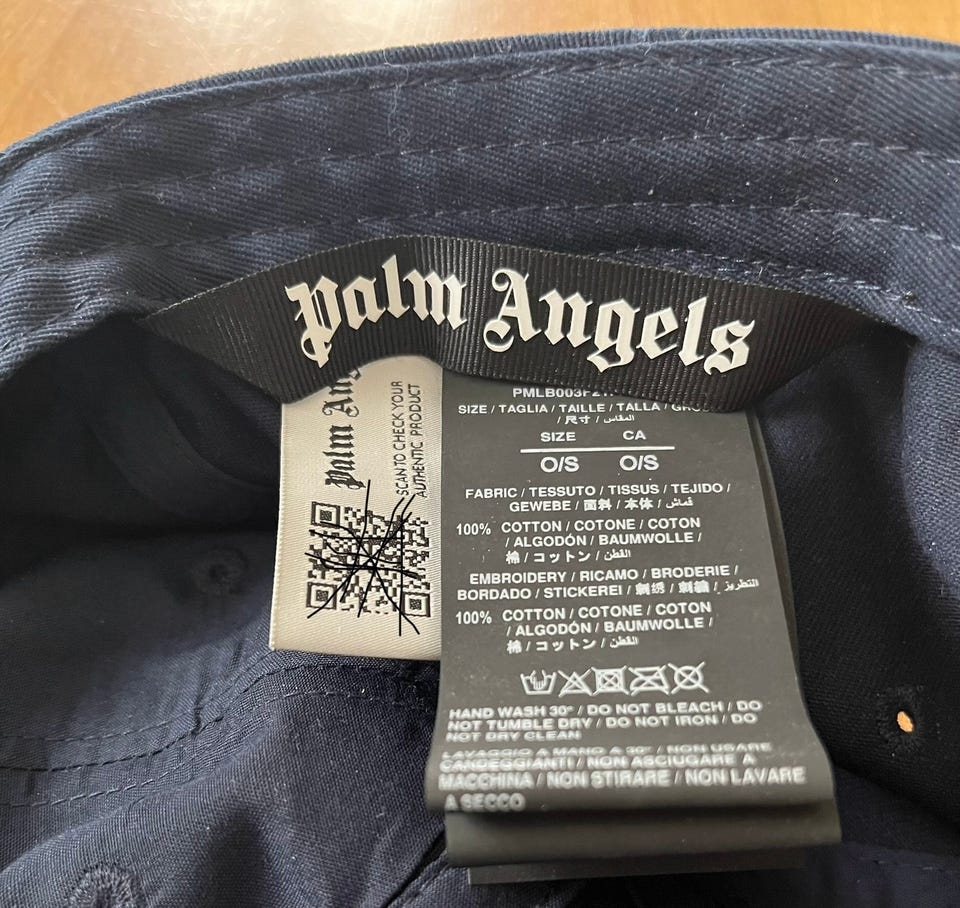 Palm Angels
Palm Ang
SCAN TO CHECK YOUR
AUTHENTIC PRODUCT
SIZE / TAGLIA / TAILLE / TALLA /
/ 尺寸 / المقاس
SIZE CA
O/S O/S
FABRIC / TESSUTO / TISSUS / TEJIDO /
GEWEBE / 面料 / 本体 / قماش
100% COTTON / COTONE / COTON
/ ALGODÓN / BAUMWOLLE /
棉 / コットン / القطن
EMBROIDERY / RICAMO / BRODERIE /
BORDADO / STICKEREI / 刺绣 / 刺繍 / التطريز
100% COTTON / COTONE / COTON
/ ALGODÓN / BAUMWOLLE /
棉 / コットン / القطن
HAND WASH 30° / DO NOT BLEACH / DO
NOT TUMBLE DRY / DO NOT IRON / DO
NOT DRY CLEAN
LAVAGGIO A MANO A 30° / NON USARE
CANDEGGIANTI / NON ASCIUGARE A
MACCHINA / NON STIRARE / NON LAVARE
A SECCO